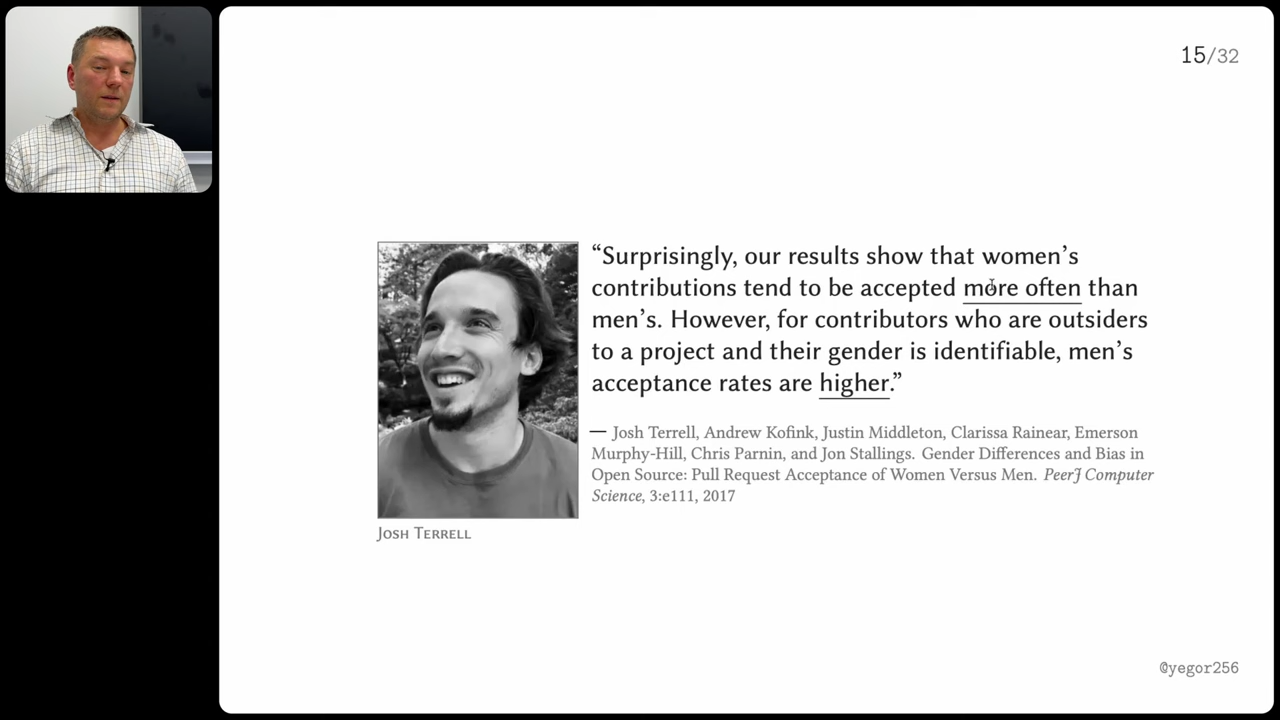 15/32
“Surprisingly, our results show that women’s
contributions tend to be accepted more often than
men’s. However, for contributors who are outsiders
to a project and their gender is identifiable, men’s
acceptance rates are higher.”
— Josh Terrell, Andrew Kofink, Justin Middleton, Clarissa Rainear, Emerson
Murphy-Hill, Chris Parnin, and Jon Stallings. Gender Differences and Bias in
Open Source: Pull Request Acceptance of Women Versus Men. PeerJ Computer
Science, 3:e111, 2017
Josh Terrell
@yegor256